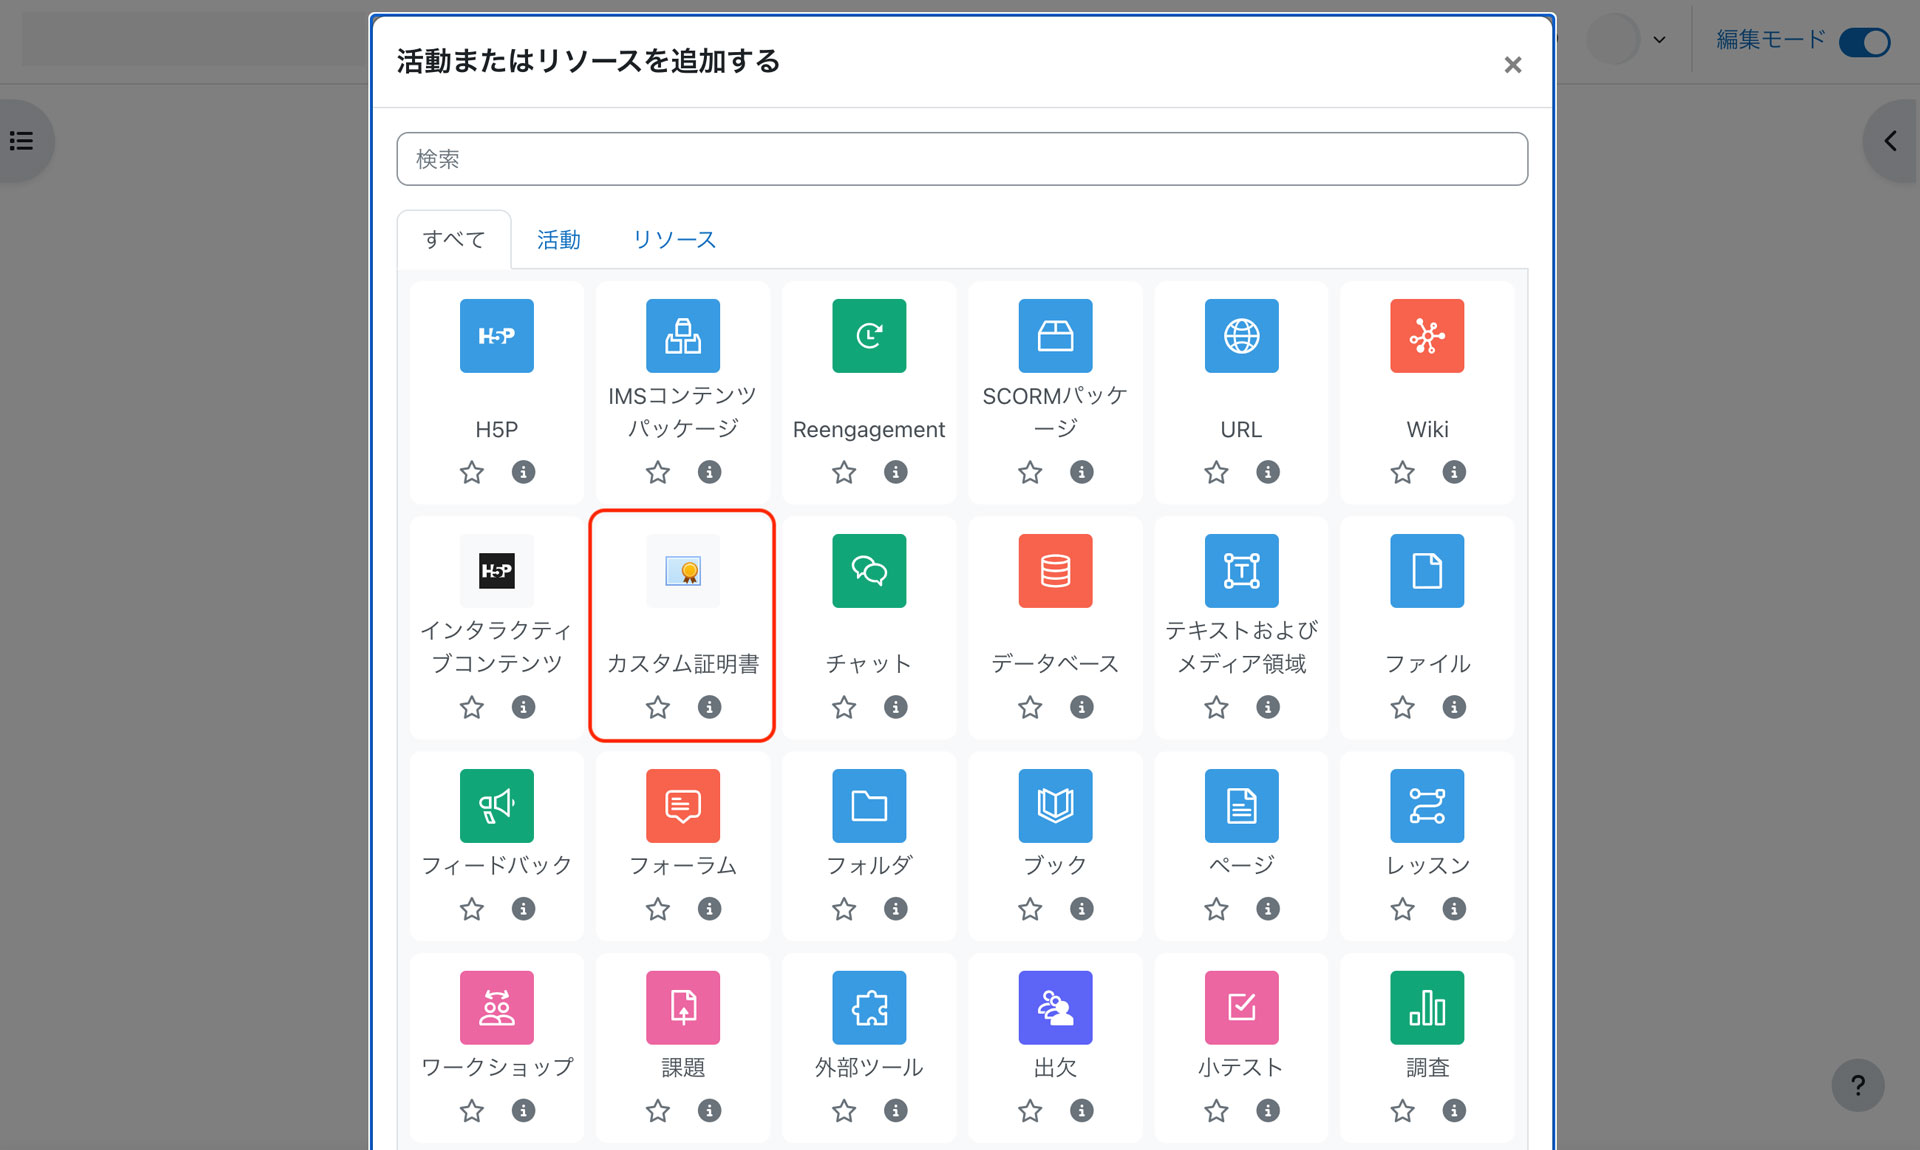 活動またはリソースを追加する
×
編集モード
検索
すべて
活動
リソース
H5P
IMSコンテンツ
パッケージ
Reengagement
SCORMパッケ
ージ
URL
Wiki
H5P
H5P
インタラクティ
ブコンテンツ
カスタム証明書
チャット
データベース
T
テキストおよび
メディア領域
ファイル
フィードバック
フォーラム
フォルダ
ブック
ページ
レッスン
ワークショップ
課題
外部ツール
出欠
小テスト
調査
?